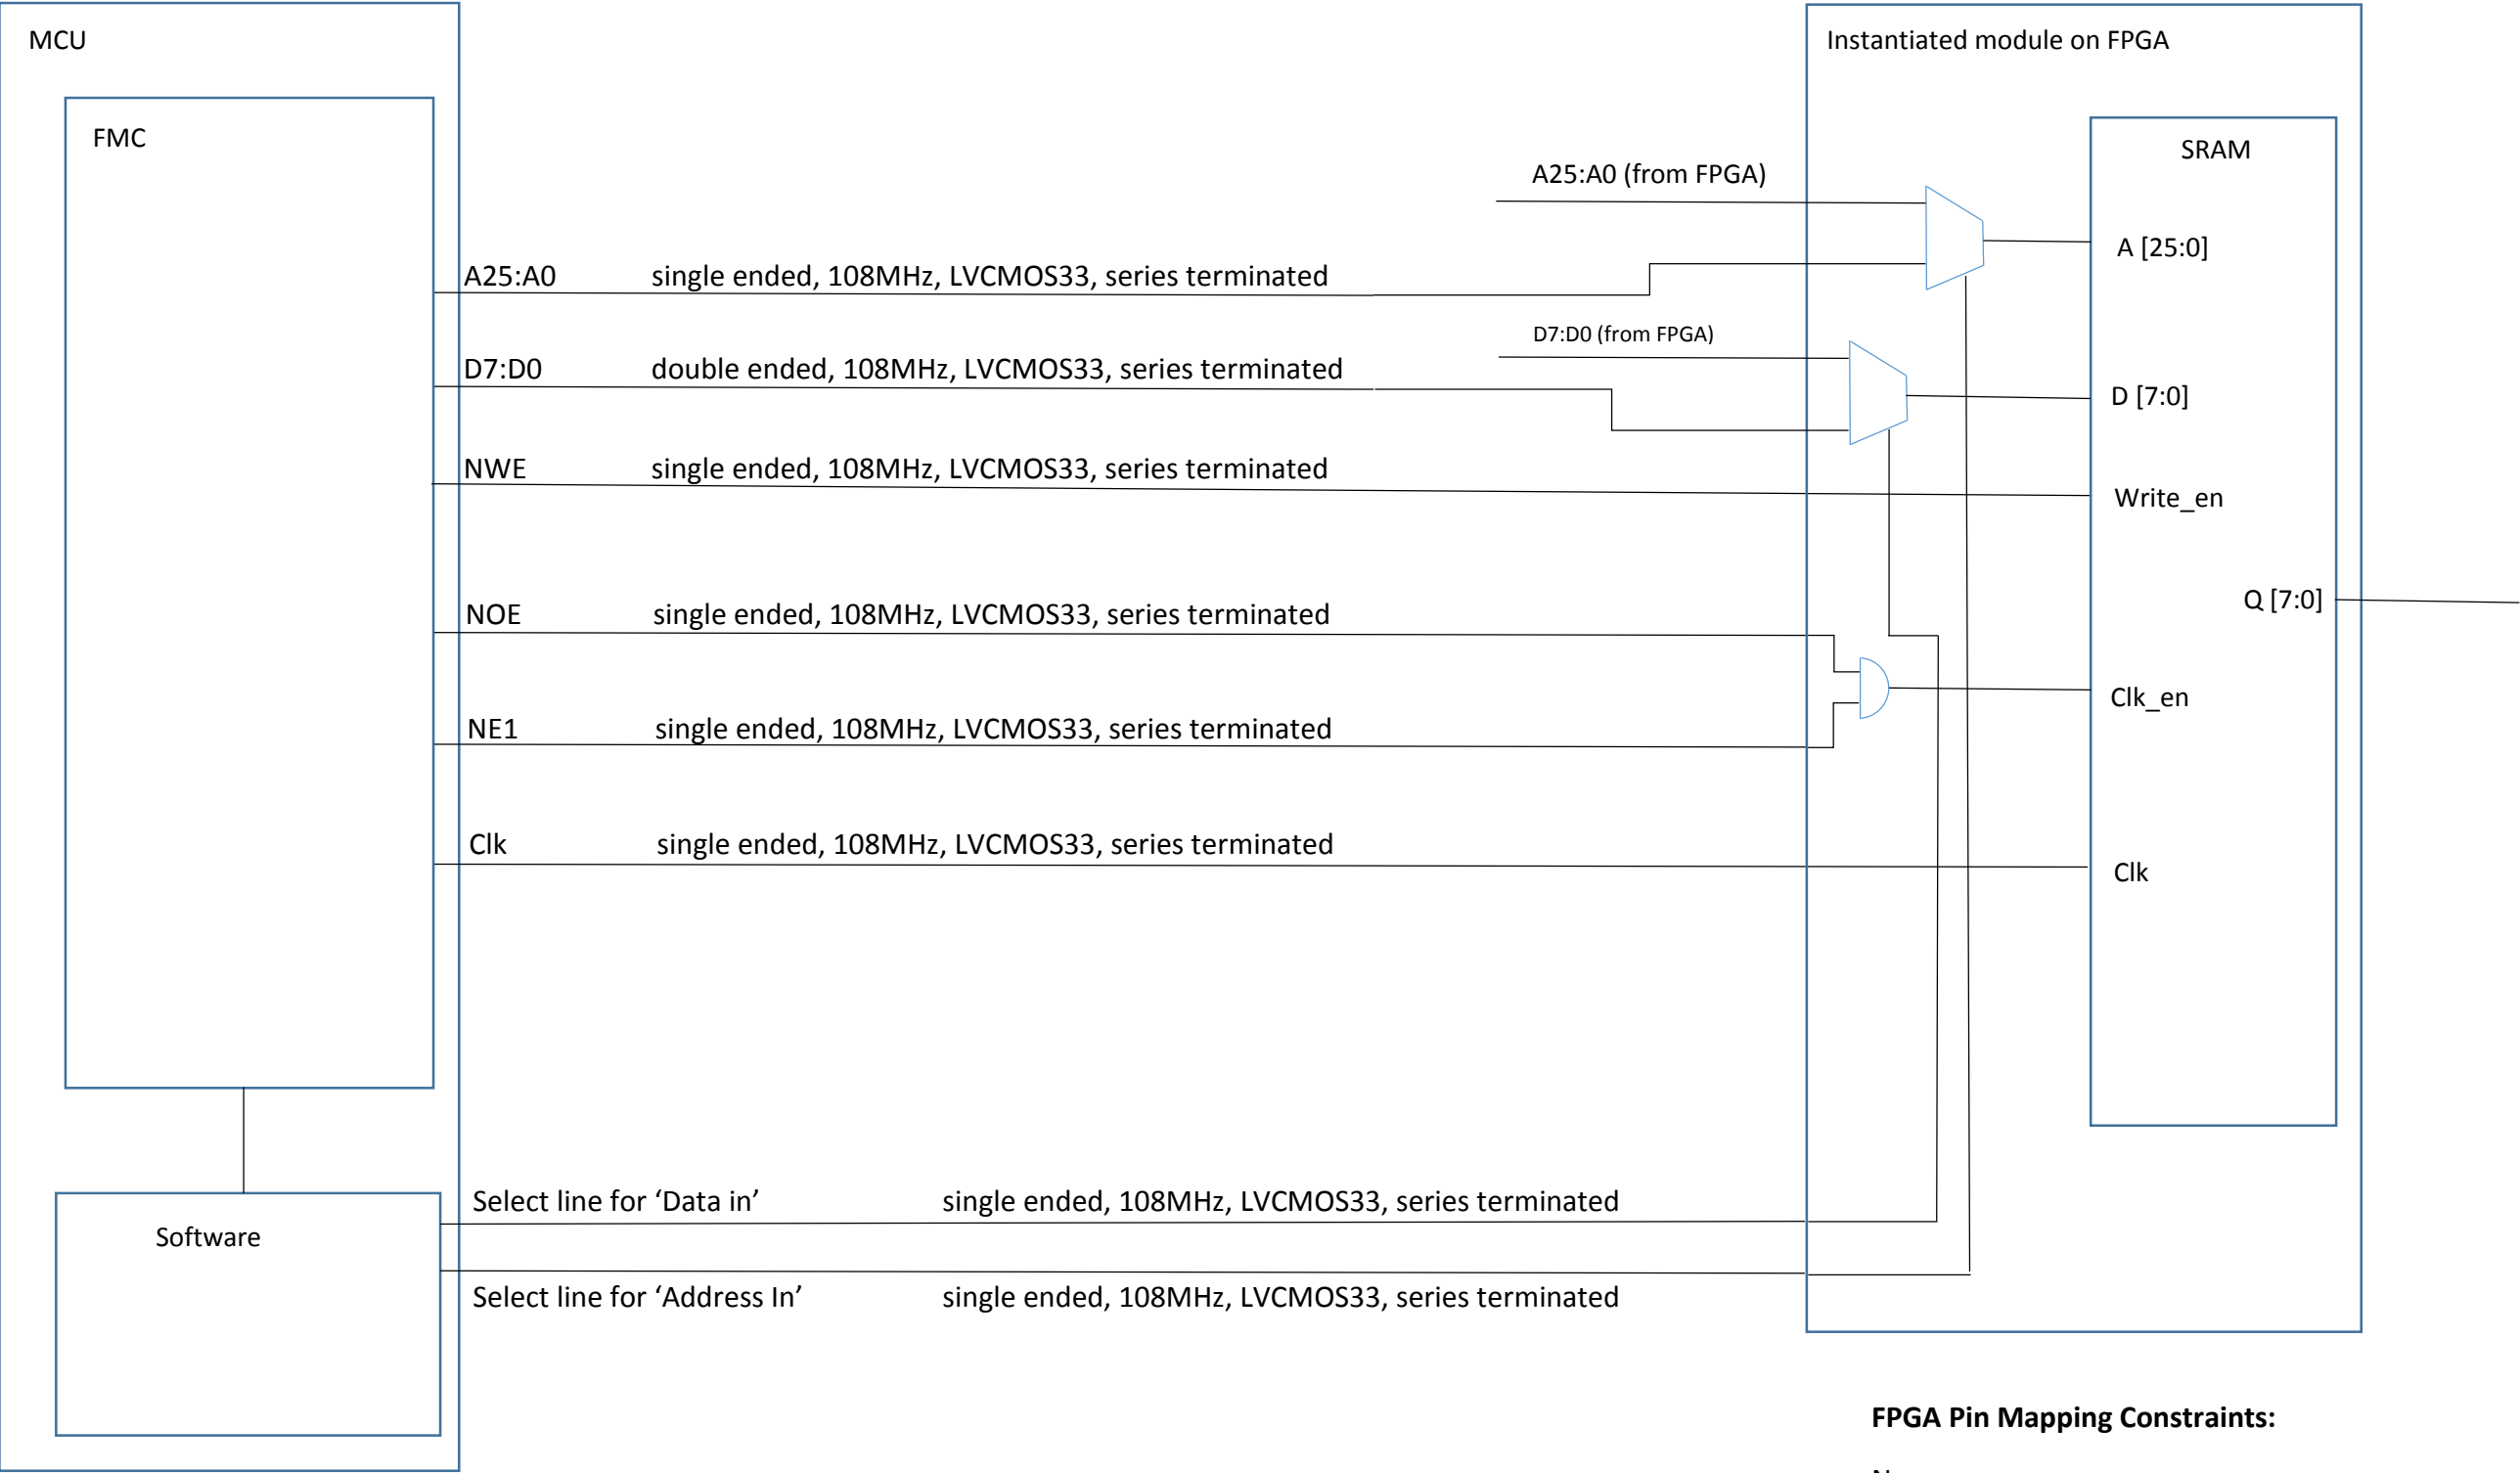 MCU
Instantiated module on FPGA
FMC
SRAM
A25:A0 (from FPGA)
A [25:0]
A25:A0 single ended, 108MHz, LVCMOS33, series terminated
D7:D0 (from FPGA)
D7:D0 double ended, 108MHz, LVCMOS33, series terminated
D [7:0]
NWE single ended, 108MHz, LVCMOS33, series terminated
Write_en
NOE single ended, 108MHz, LVCMOS33, series terminated
Q [7:0]
Clk_en
NE1 single ended, 108MHz, LVCMOS33, series terminated
Clk single ended, 108MHz, LVCMOS33, series terminated
Clk
Select line for ‘Data in’ single ended, 108MHz, LVCMOS33, series terminated
Software
Select line for ‘Address In’ single ended, 108MHz, LVCMOS33, series terminated
FPGA Pin Mapping Constraints: